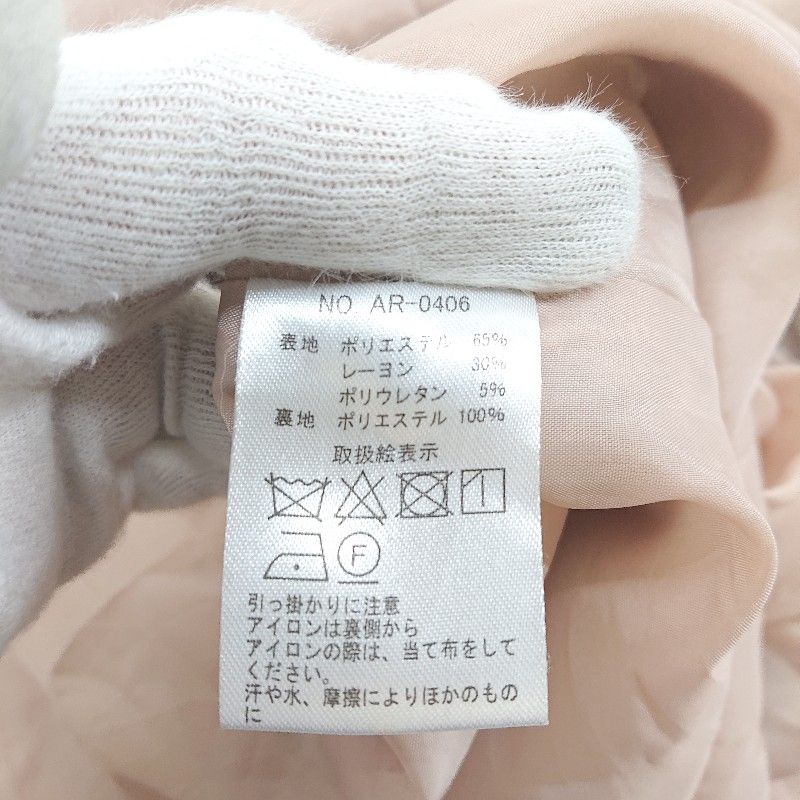 NO AR-0406
表地 ポリエステル 65%
レーヨン 30%
ポリウレタン 5%
裏地 ポリエステル 100%
取扱絵表示
F
引っ掛かりに注意
アイロンは裏側から
アイロンの際は、当て布をして
ください。
汗や水、摩擦によりほかのもの
に